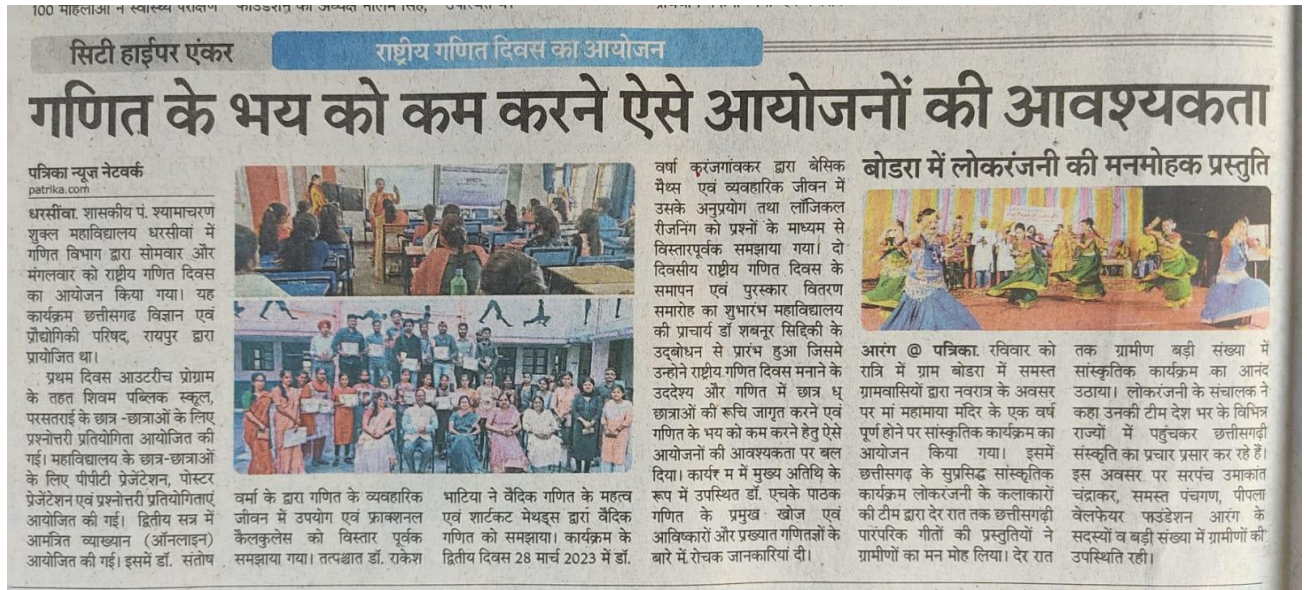 100 महिलाओं ने स्वास्थ्य परीक्षण
सिटी हाईपर एंकर
राष्ट्रीय गणित दिवस का आयोजन
गणित के भय को कम करने ऐसे आयोजनों की आवश्यकता
पत्रिका न्यूज नेटवर्क
patrika.com
धरसींवा. शासकीय पं. श्यामाचरण
शुक्ल महाविद्यालय धरसीवां में
गणित विभाग द्वारा सोमवार और
मंगलवार को राष्ट्रीय गणित दिवस
का आयोजन किया गया। यह
कार्यक्रम छत्तीसगढ विज्ञान एवं
प्रौद्योगिकी परिषद, रायपुर द्वारा
प्रायोजित था।
प्रथम दिवस आउटरीच प्रोग्राम
के तहत शिवम पब्लिक स्कूल,
परसतराई के छात्र -छात्राओं के लिए
प्रश्नोत्तरी प्रतियोगिता आयोजित की
गई। महाविद्यालय के छात्र-छात्राओं
के लिए पीपीटी प्रेजेंटेशन, पोस्टर
प्रेजेंटेशन एवं प्रश्नोत्तरी प्रतियोगिताएं
आयोजित की गई। द्वितीय सत्र में
आमंत्रित व्याख्यान (ऑनलाइन)
आयोजित की गई। इसमें डॉ. संतोष
वर्मा के द्वारा गणित के व्यवहारिक
जीवन में उपयोग एवं फ्राक्शनल
कैलकुलेस को विस्तार पूर्वक
समझाया गया। तत्पश्चात डॉ. राकेश
भाटिया ने वैदिक गणित के महत्व
एवं शार्टकट मेथड्स द्वारा वैदिक
गणित को समझाया। कार्यक्रम के
द्वितीय दिवस 28 मार्च 2023 में डॉ.
वर्षा करंजगांवकर द्वारा बेसिक
मैथ्स एवं व्यवहारिक जीवन में
उसके अनुप्रयोग तथा लॉजिकल
रीजनिंग को प्रश्नों के माध्यम से
विस्तारपूर्वक समझाया गया। दो
दिवसीय राष्ट्रीय गणित दिवस के
समापन एवं पुरस्कार वितरण
समारोह का शुभारंभ महाविद्यालय
की प्राचार्य डॉ शबनूर सिद्दिकी के
उद्बोधन से प्रारंभ हुआ जिसमे
उन्होने राष्ट्रीय गणित दिवस मनाने के
उददेश्य और गणित में छात्र ध्
छात्राओं की रूचि जागृत करने एवं
गणित के भय को कम करने हेतु ऐसे
आयोजनों की आवश्यकता पर बल
दिया। कार्यर म में मुख्य अतिथि के
रूप में उपस्थित डॉ. एचके पाठक
गणित के प्रमुख खोज एवं
आविष्कारों और प्रख्यात गणितज्ञों के
बारे में रोचक जानकारियां दी।
बोडरा में लोकरंजनी की मनमोहक प्रस्तुति
आरंग @ पत्रिका. रविवार को
रात्रि में ग्राम बोडरा में समस्त
ग्रामवासियों द्वारा नवरात्र के अवसर
पर मां महामाया मंदिर के एक वर्ष
पूर्ण होने पर सांस्कृतिक कार्यक्रम का
आयोजन किया गया। इसमें
छत्तीसगढ़ के सुप्रसिद्ध सांस्कृतिक
कार्यक्रम लोकरंजनी के कलाकारों
की टीम द्वारा देर रात तक छत्तीसगढ़ी
पारंपरिक गीतों की प्रस्तुतियों ने
ग्रामीणों का मन मोह लिया। देर रात
तक ग्रामीण बड़ी संख्या में
सांस्कृतिक कार्यक्रम का आनंद
उठाया। लोकरंजनी के संचालक ने
कहा उनकी टीम देश भर के विभिन्न
राज्यों में पहुंचकर छत्तीसगढ़ी
संस्कृति का प्रचार प्रसार कर रहे हैं।
इस अवसर पर सरपंच उमाकांत
चंद्राकर, समस्त पंचगण, पीपला
वेलफेयर फाउंडेशन आरंग के
सदस्यों व बड़ी संख्या में ग्रामीणों की
उपस्थिति रही।